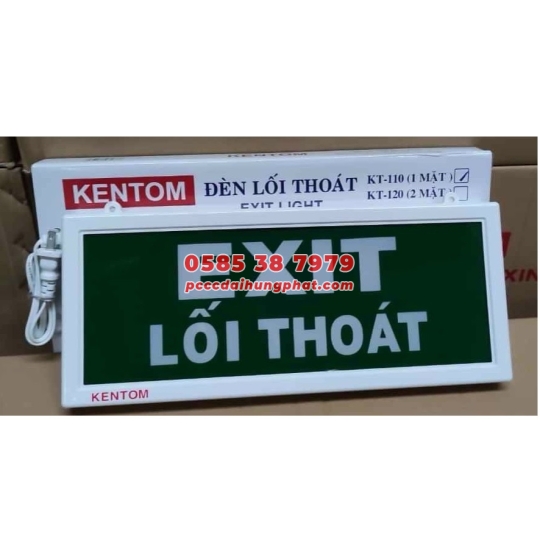 KENTOM
KENTOM ĐÈN LỐI THOÁT KT-110 (1 MẶT)
EXIT LIGHT KT-120 (2 MẶT)
EXIT
0585 38 7979
pcccdaihungphat.com
LỐI THOÁT
KENTOM